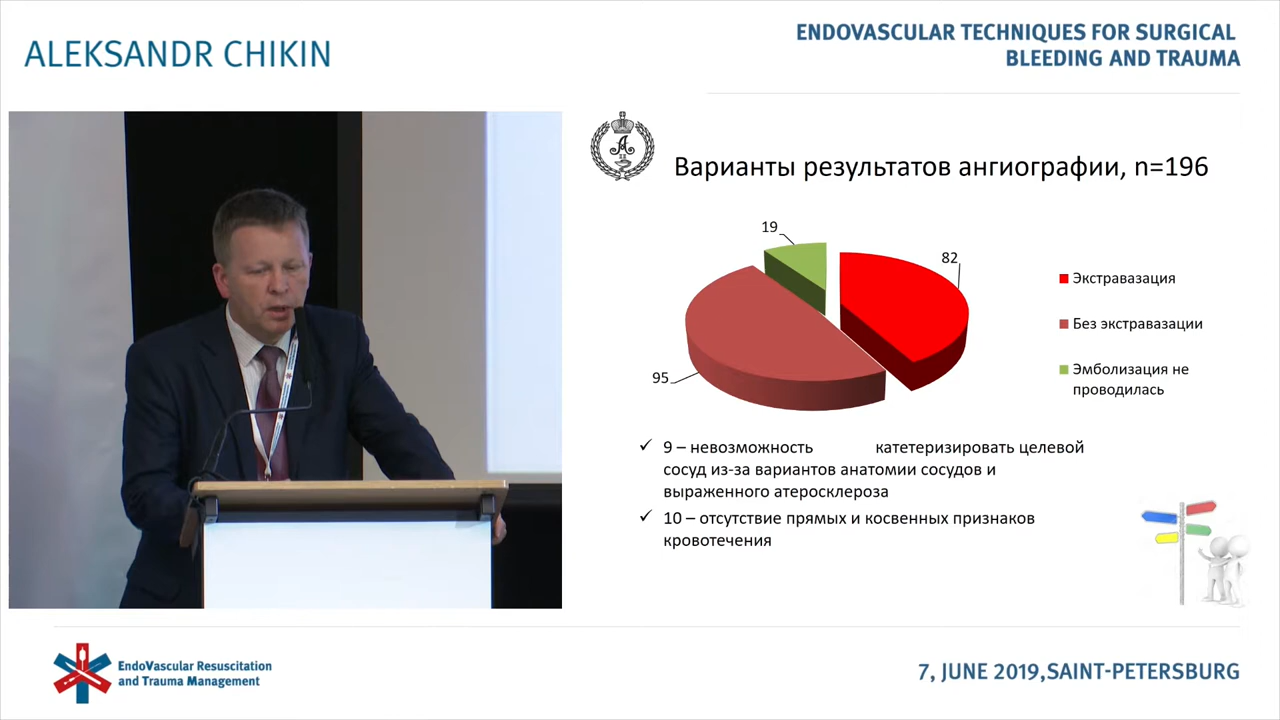 ALEKSANDR CHIKIN
ENDOVASCULAR TECHNIQUES FOR SURGICAL
BLEEDING AND TRAUMA
Варианты результатов ангиографии, n=196
19
82
95
Экстравазация
Без экстравазации
Эмболизация не
проводилась
✓ 9 – невозможность катетеризировать целевой
сосуд из-за вариантов анатомии сосудов и
выраженного атеросклероза
✓ 10 – отсутствие прямых и косвенных признаков
кровотечения
EndoVascular Resuscitation
and Trauma Management
7, JUNE 2019,SAINT-PETERSBURG